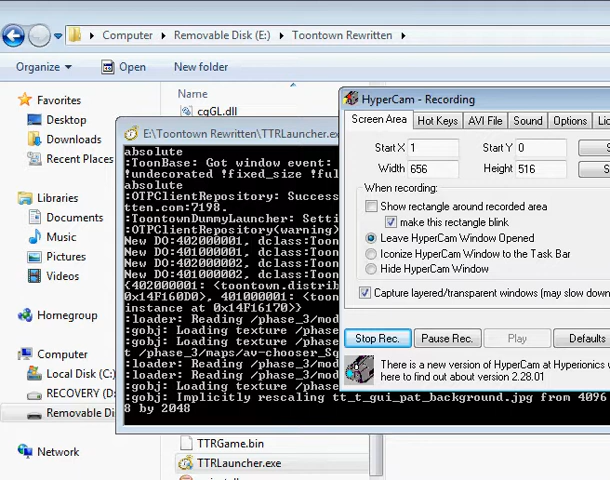 Computer
Removable Disk (E:)
Toontown Rewritten
Organize
Open
New folder
Favorites
Desktop
Downloads
Recent Places
Libraries
Documents
Music
Pictures
Videos
Homegroup
Computer
Local Disk (C:)
RECOVERY (D:)
Removable Disk
Network
Name
cgGL.dll
TTRGame.bin
TTRLauncher.exe
E:\Toontown Rewritten\TTRLauncher.exe
absolute
:ToonBase: Got window event:
!undecorated !fixed_size !ful
absolute
:OTPClientRepository: Success
tten.com:7198.
:ToontownDummyLauncher: Setti
:OTPClientRepository(warning)
New DO:402000001, dclass:Toon
New DO:401000001, dclass:Toon
New DO:401000002, dclass:Toon
New DO:402000002, dclass:Toon
{402000001: <toontown.distrib
0x14F160D0>, 401000001: <toon
instance at 0x14F16170>}
:loader: Reading /phase_3/mod
:gobj: Loading texture /phase
t /phase_3/maps/av-chooser_Sq
:loader: Reading /phase_3/mod
:loader: Reading /phase_3/mod
:gobj: Loading texture /phase
:gobj: Implicitly rescaling tt_t_gui_pat_background.jpg from 4096
8 by 2048
HyperCam - Recording
Screen Area
Hot Keys
AVI File
Sound
Options
Start X
1
Start Y
0
Width
656
Height
516
When recording:
Show rectangle around recorded area
make this rectangle blink
Leave HyperCam Window Opened
Iconize HyperCam Window to the Task Bar
Hide HyperCam Window
Capture layered/transparent windows (may slow down
Stop Rec.
Pause Rec.
Play
Defaults
There is a new version of HyperCam at Hyperionics
here to find out about version 2.28.01